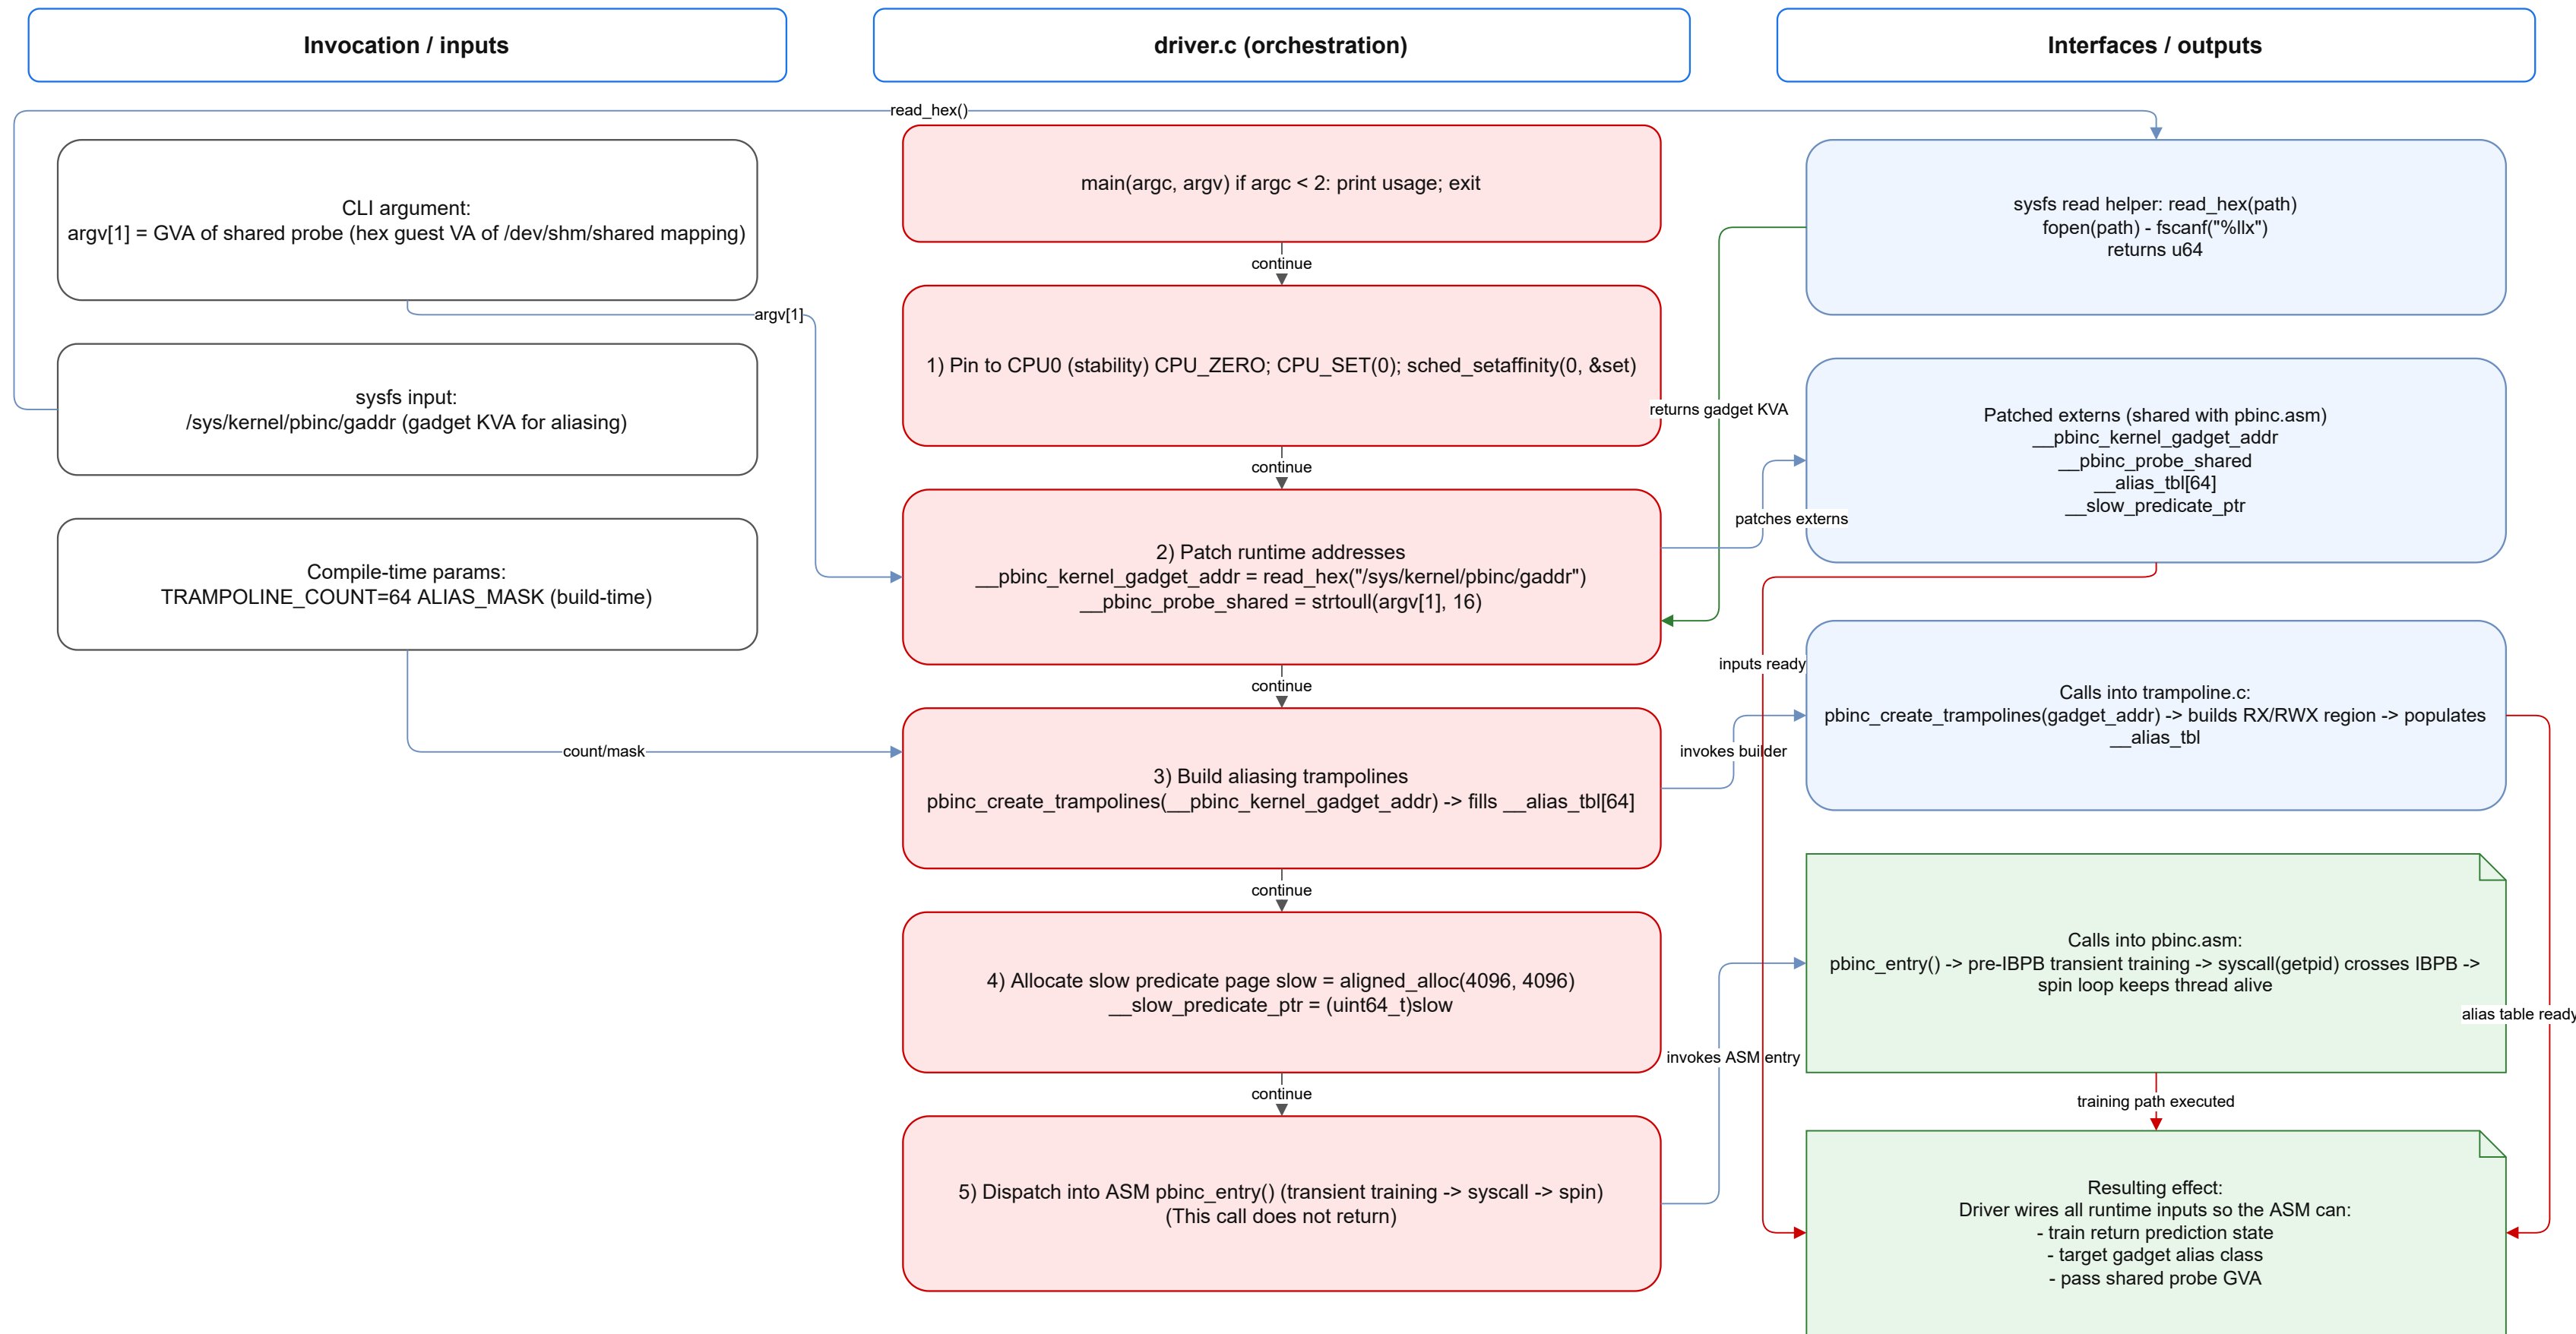 Invocation / inputs
driver.c (orchestration)
Interfaces / outputs
read_hex()
CLI argument:
argv[1] = GVA of shared probe (hex guest VA of /dev/shm/shared mapping)
argv[1]
sysfs input:
/sys/kernel/pbinc/gaddr (gadget KVA for aliasing)
Compile-time params:
TRAMPOLINE_COUNT=64 ALIAS_MASK (build-time)
count/mask
main(argc, argv) if argc < 2: print usage; exit
continue
1) Pin to CPU0 (stability) CPU_ZERO; CPU_SET(0); sched_setaffinity(0, &set)
continue
2) Patch runtime addresses
__pbinc_kernel_gadget_addr = read_hex("/sys/kernel/pbinc/gaddr")
__pbinc_probe_shared = strtoull(argv[1], 16)
continue
3) Build aliasing trampolines
pbinc_create_trampolines(__pbinc_kernel_gadget_addr) -> fills __alias_tbl[64]
continue
4) Allocate slow predicate page slow = aligned_alloc(4096, 4096)
__slow_predicate_ptr = (uint64_t)slow
continue
5) Dispatch into ASM pbinc_entry() (transient training -> syscall -> spin)
(This call does not return)
returns gadget KVA
patches externs
inputs ready
invokes builder
invokes ASM entry
sysfs read helper: read_hex(path)
fopen(path) - fscanf("%llx")
returns u64
Patched externs (shared with pbinc.asm)
__pbinc_kernel_gadget_addr
__pbinc_probe_shared
__alias_tbl[64]
__slow_predicate_ptr
Calls into trampoline.c:
pbinc_create_trampolines(gadget_addr) -> builds RX/RWX region -> populates
__alias_tbl
Calls into pbinc.asm:
pbinc_entry() -> pre-IBPB transient training -> syscall(getpid) crosses IBPB ->
spin loop keeps thread alive
alias table ready
training path executed
Resulting effect:
Driver wires all runtime inputs so the ASM can:
- train return prediction state
- target gadget alias class
- pass shared probe GVA